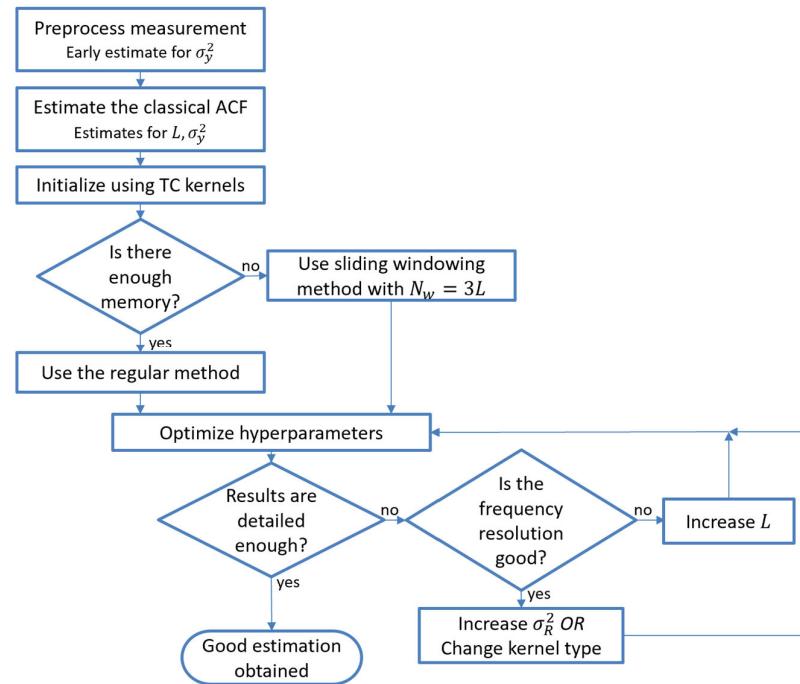 Preprocess measurement
Early estimate for σ_y^2
Estimate the classical ACF
Estimates for L, σ_y^2
Initialize using TC kernels
Is there
enough
memory?
no
Use sliding windowing
method with N_w = 3L
yes
Use the regular method
Optimize hyperparameters
Results are
detailed
enough?
no
Is the
frequency
resolution
good?
no
Increase L
yes
Good estimation
obtained
yes
Increase σ_R^2 OR
Change kernel type